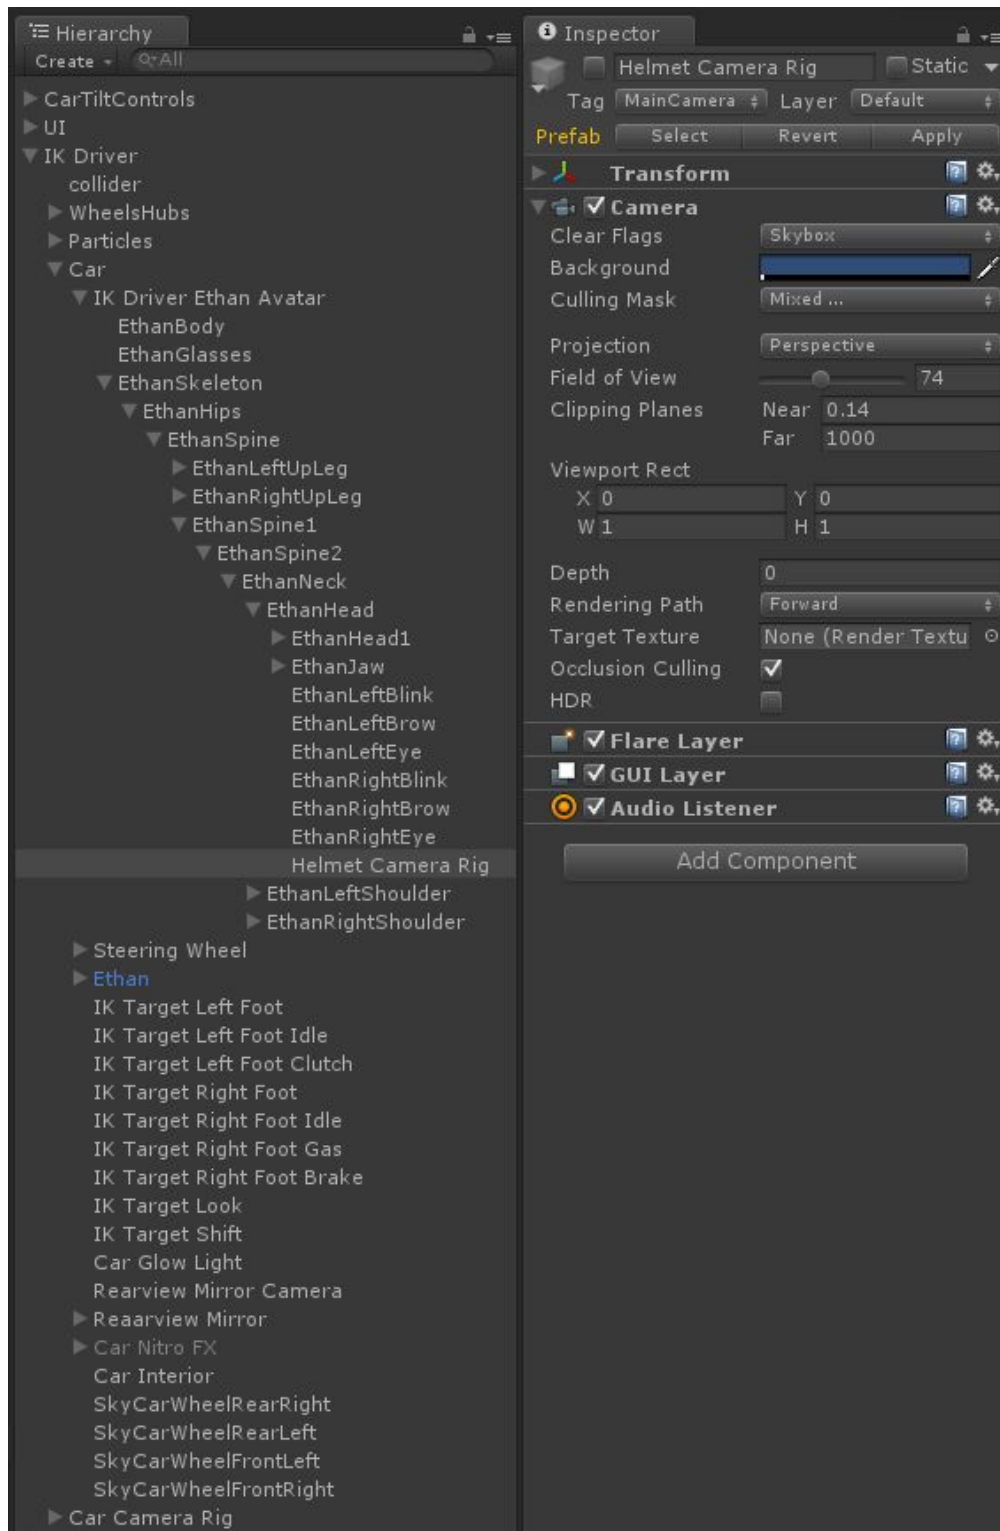 Hierarchy
Create All
CarTiltControls
UI
IK Driver
collider
WheelsHubs
Particles
Car
IK Driver Ethan Avatar
EthanBody
EthanGlasses
EthanSkeleton
EthanHips
EthanSpine
EthanLeftUpLeg
EthanRightUpLeg
EthanSpine1
EthanSpine2
EthanNeck
EthanHead
EthanHead1
EthanJaw
EthanLeftBlink
EthanLeftBrow
EthanLeftEye
EthanRightBlink
EthanRightBrow
EthanRightEye
Helmet Camera Rig
EthanLeftShoulder
EthanRightShoulder
Steering Wheel
Ethan
IK Target Left Foot
IK Target Left Foot Idle
IK Target Left Foot Clutch
IK Target Right Foot
IK Target Right Foot Idle
IK Target Right Foot Gas
IK Target Right Foot Brake
IK Target Look
IK Target Shift
Car Glow Light
Rearview Mirror Camera
Reaarview Mirror
Car Nitro FX
Car Interior
SkyCarWheelRearRight
SkyCarWheelRearLeft
SkyCarWheelFrontLeft
SkyCarWheelFrontRight
Car Camera Rig
Inspector
Helmet Camera Rig Static
Tag MainCamera Layer Default
Prefab Select Revert Apply
Transform
Camera
Clear Flags Skybox
Background
Culling Mask Mixed ...
Projection Perspective
Field of View 74
Clipping Planes Near 0.14
Far 1000
Viewport Rect
X 0 Y 0
W 1 H 1
Depth 0
Rendering Path Forward
Target Texture None (Render Textu
Occlusion Culling
HDR
Flare Layer
GUI Layer
Audio Listener
Add Component